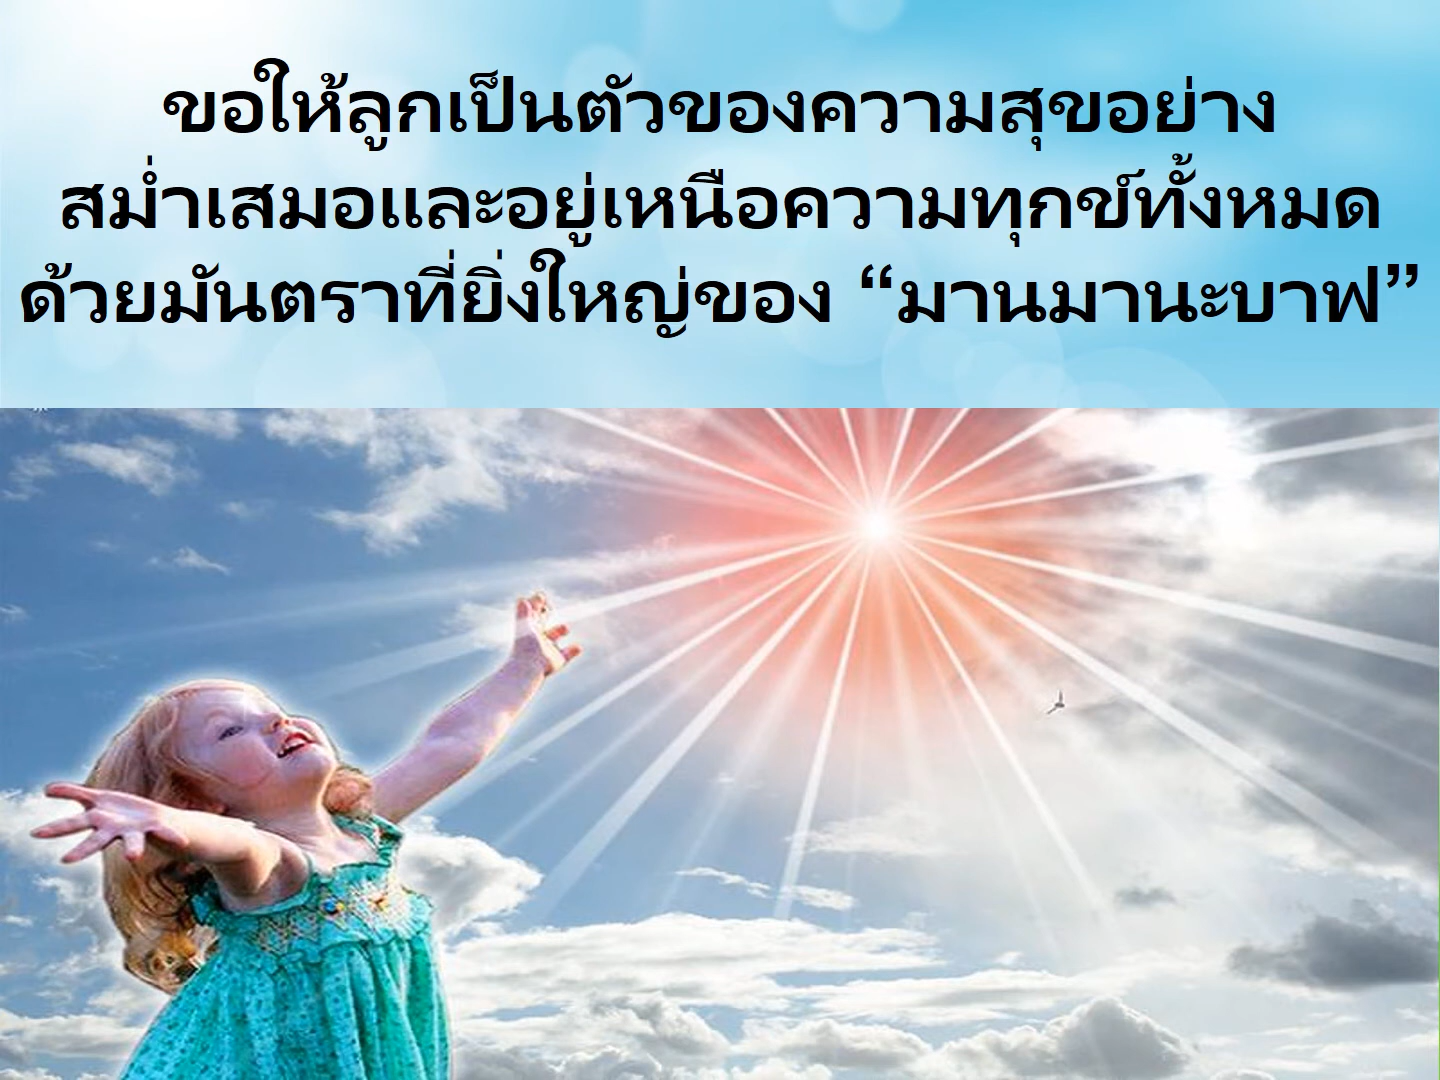 ขอให้ลูกเป็นตัวของความสุขอย่าง
สม่ำเสมอและอยู่เหนือความทุกข์ทั้งหมด
ด้วยมันตราที่ยิ่งใหญ่ของ “มานมานะบาฟ”